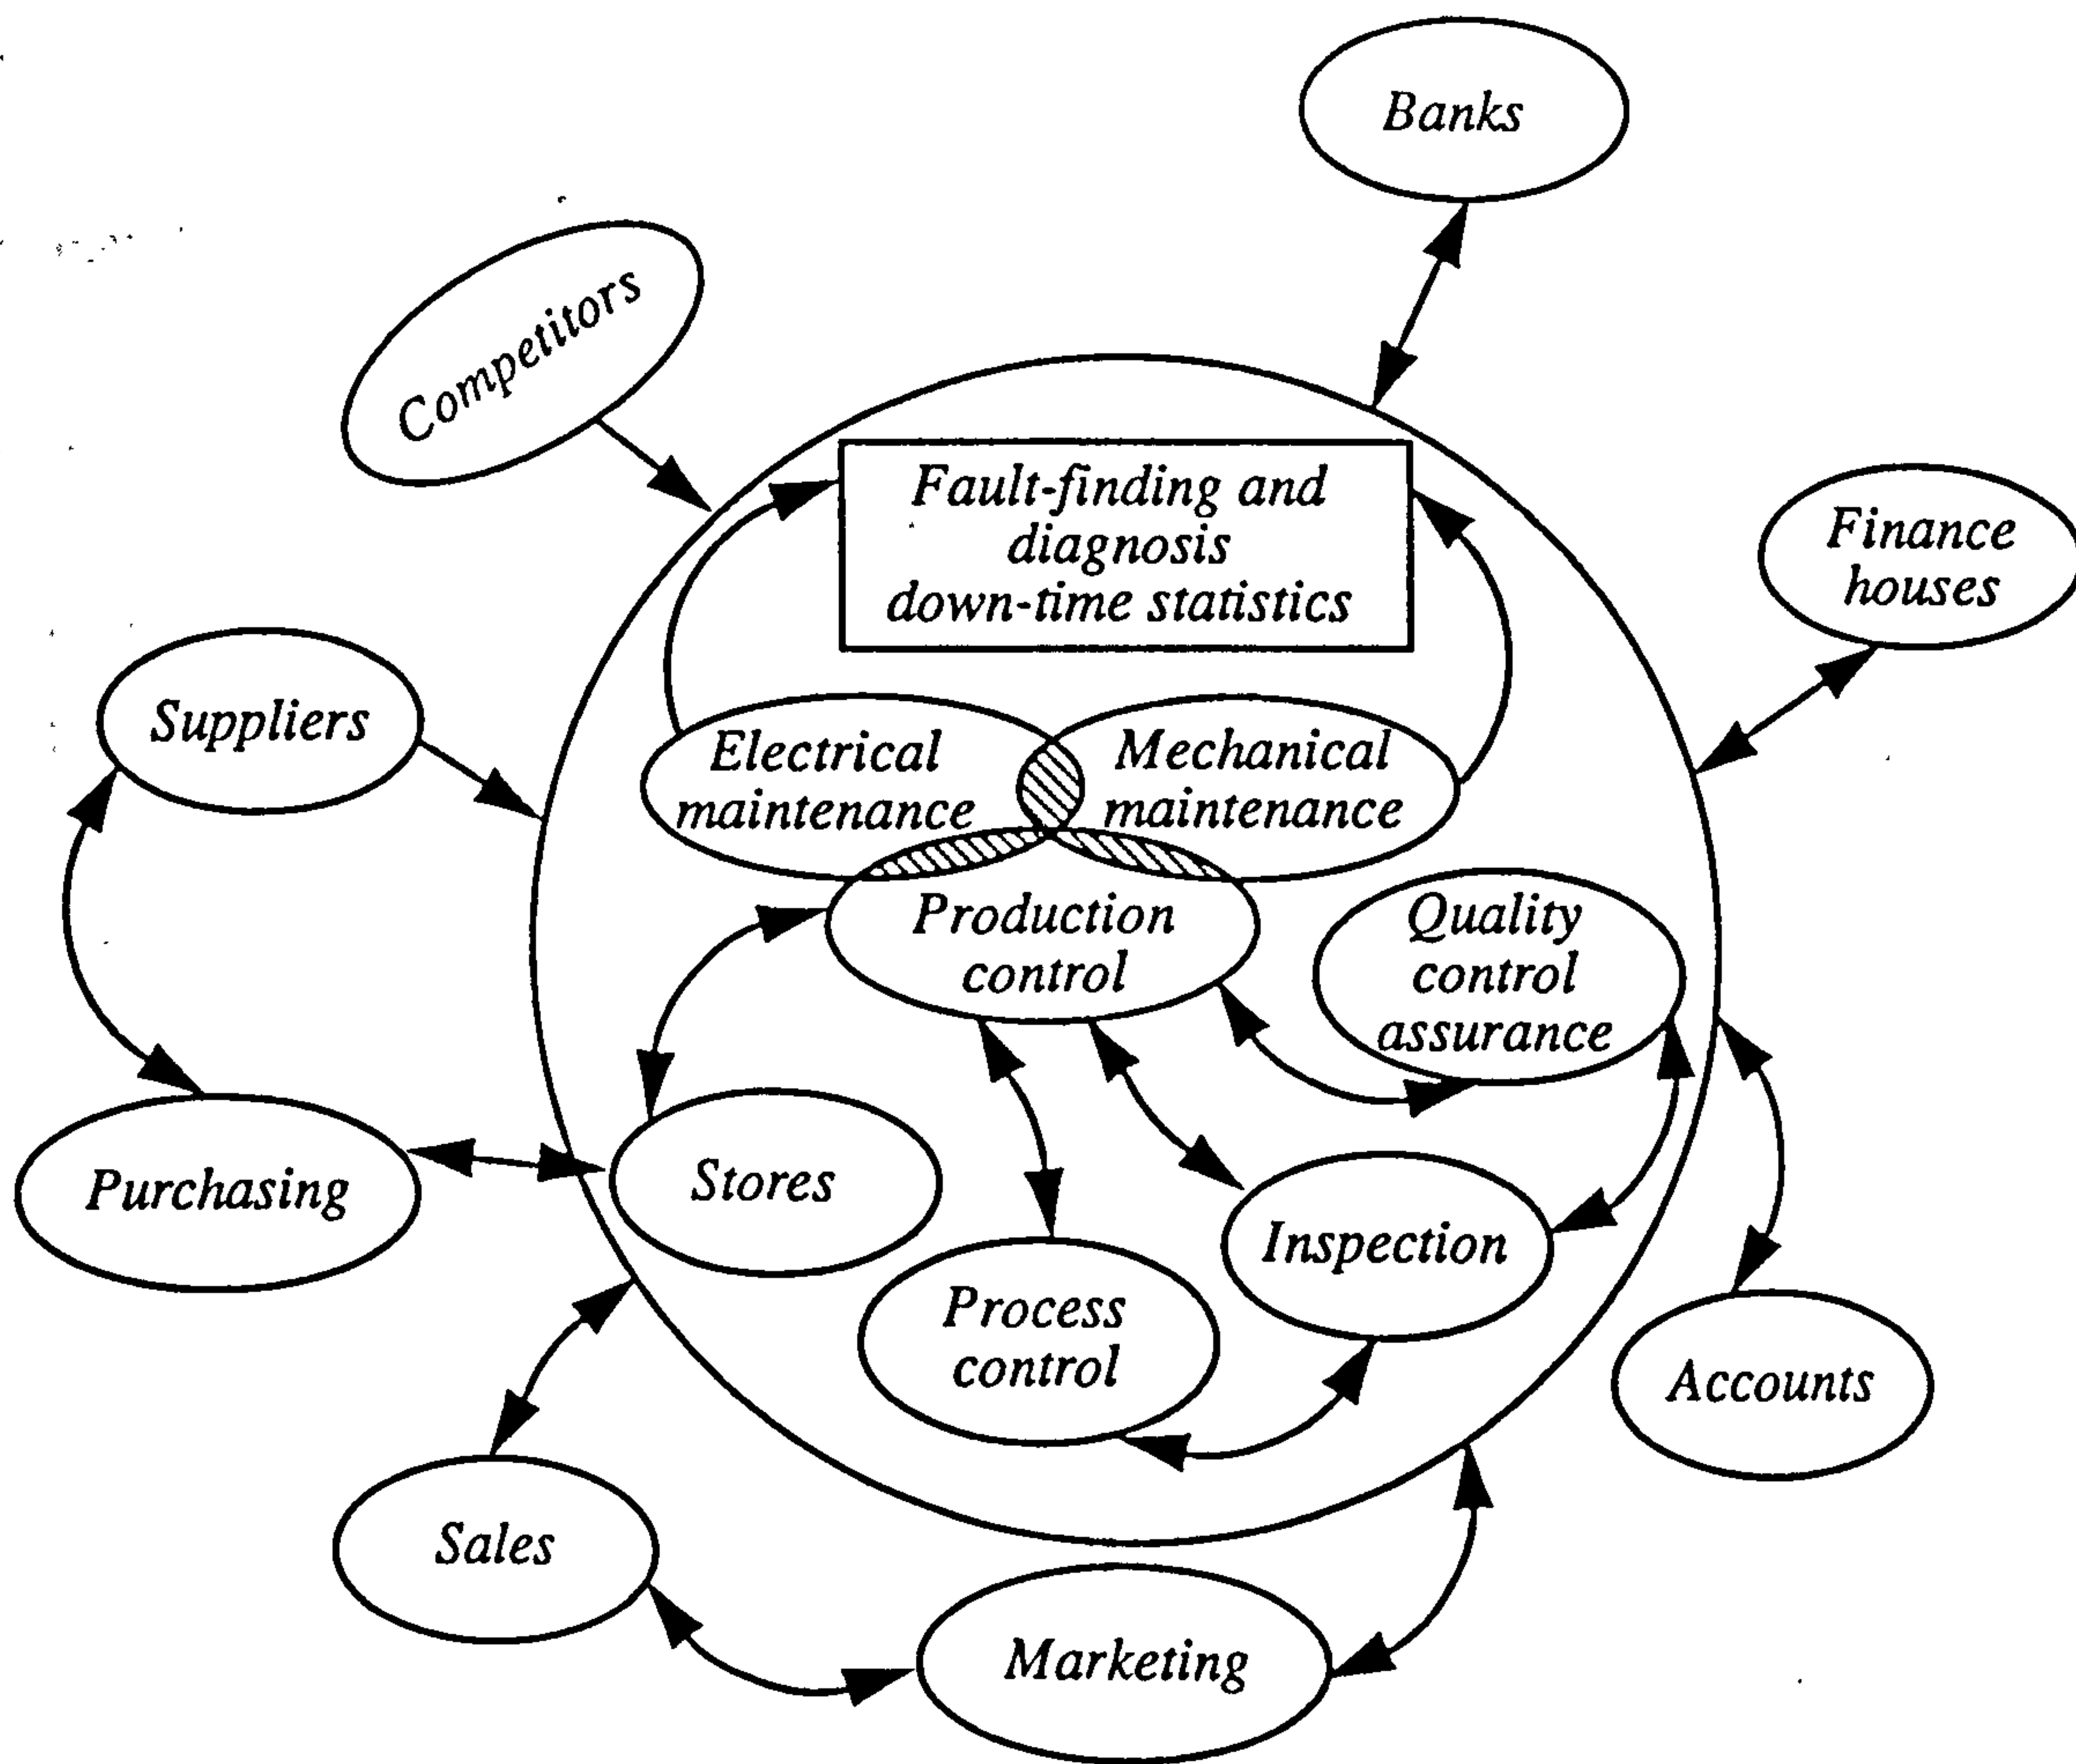 Banks
Competitors
Fault-finding and
diagnosis
down-time statistics
Finance
houses
Suppliers
Electrical
maintenance
Mechanical
maintenance
Production
control
Quality
control
assurance
Purchasing
Stores
Inspection
Process
control
Accounts
Sales
Marketing